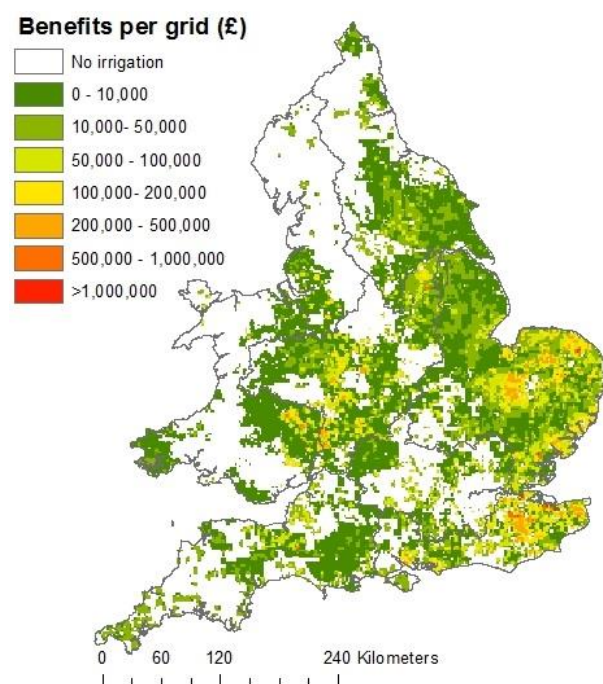 Benefits per grid (£)
No irrigation
0 - 10,000
10,000- 50,000
50,000 - 100,000
100,000- 200,000
200,000 - 500,000
500,000 - 1,000,000
>1,000,000
0 60 120 240 Kilometers